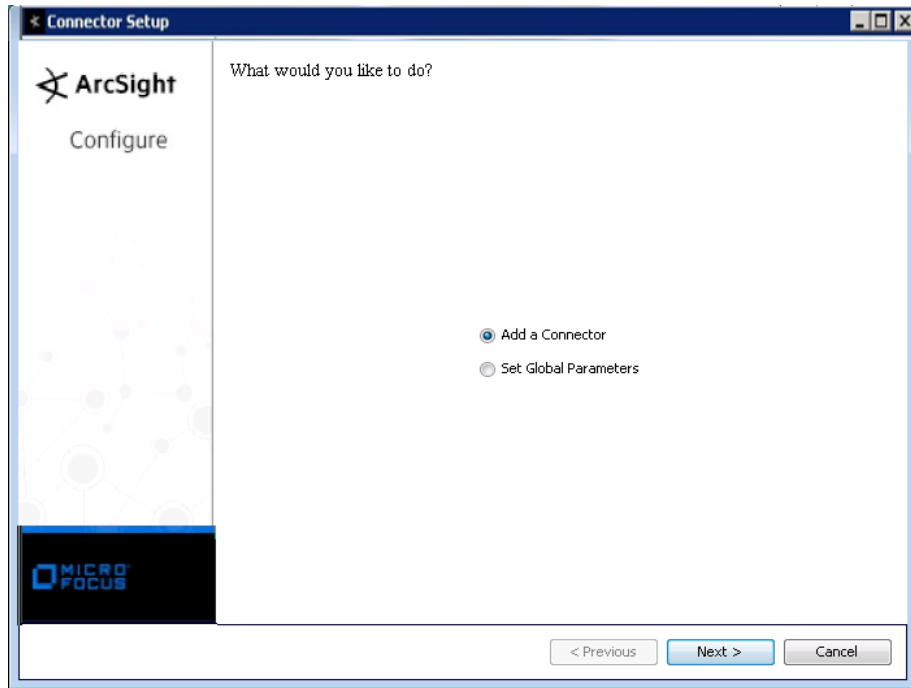 Connector Setup
ArcSight
Configure
What would you like to do?
Add a Connector
Set Global Parameters
MICRO
FOCUS
< Previous
Next >
Cancel